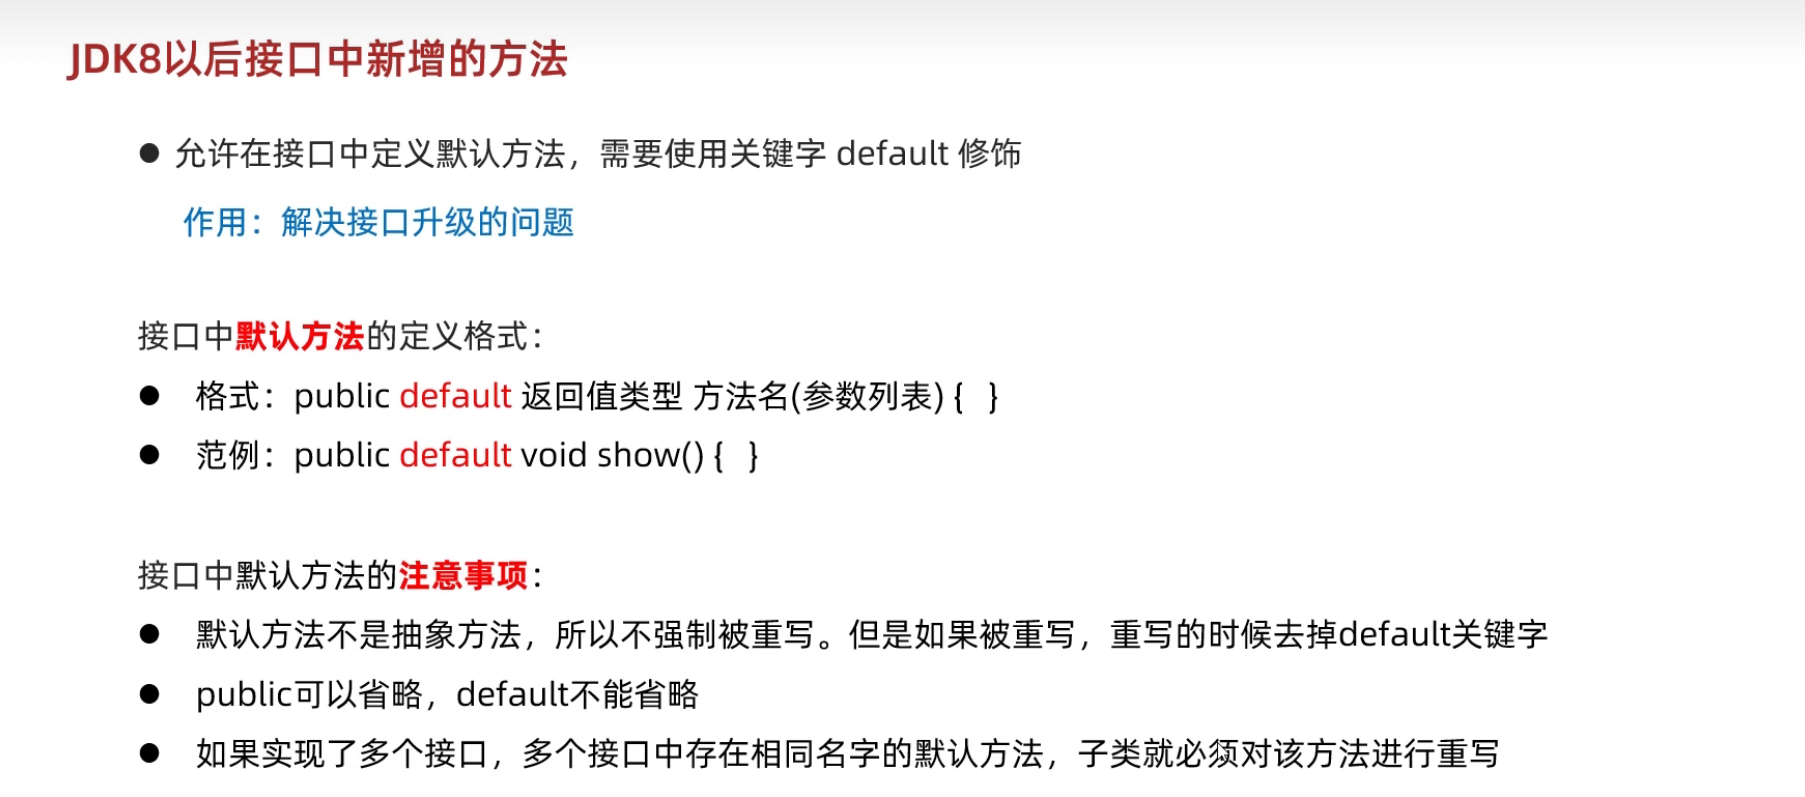 JDK8以后接口中新增的方法
● 允许在接口中定义默认方法，需要使用关键字 default 修饰
作用：解决接口升级的问题
接口中默认方法的定义格式：
● 格式：public default 返回值类型 方法名(参数列表) { }
● 范例：public default void show() { }
接口中默认方法的注意事项：
● 默认方法不是抽象方法，所以不强制被重写。但是如果被重写，重写的时候去掉default关键字
● public可以省略，default不能省略
● 如果实现了多个接口，多个接口中存在相同名字的默认方法，子类就必须对该方法进行重写